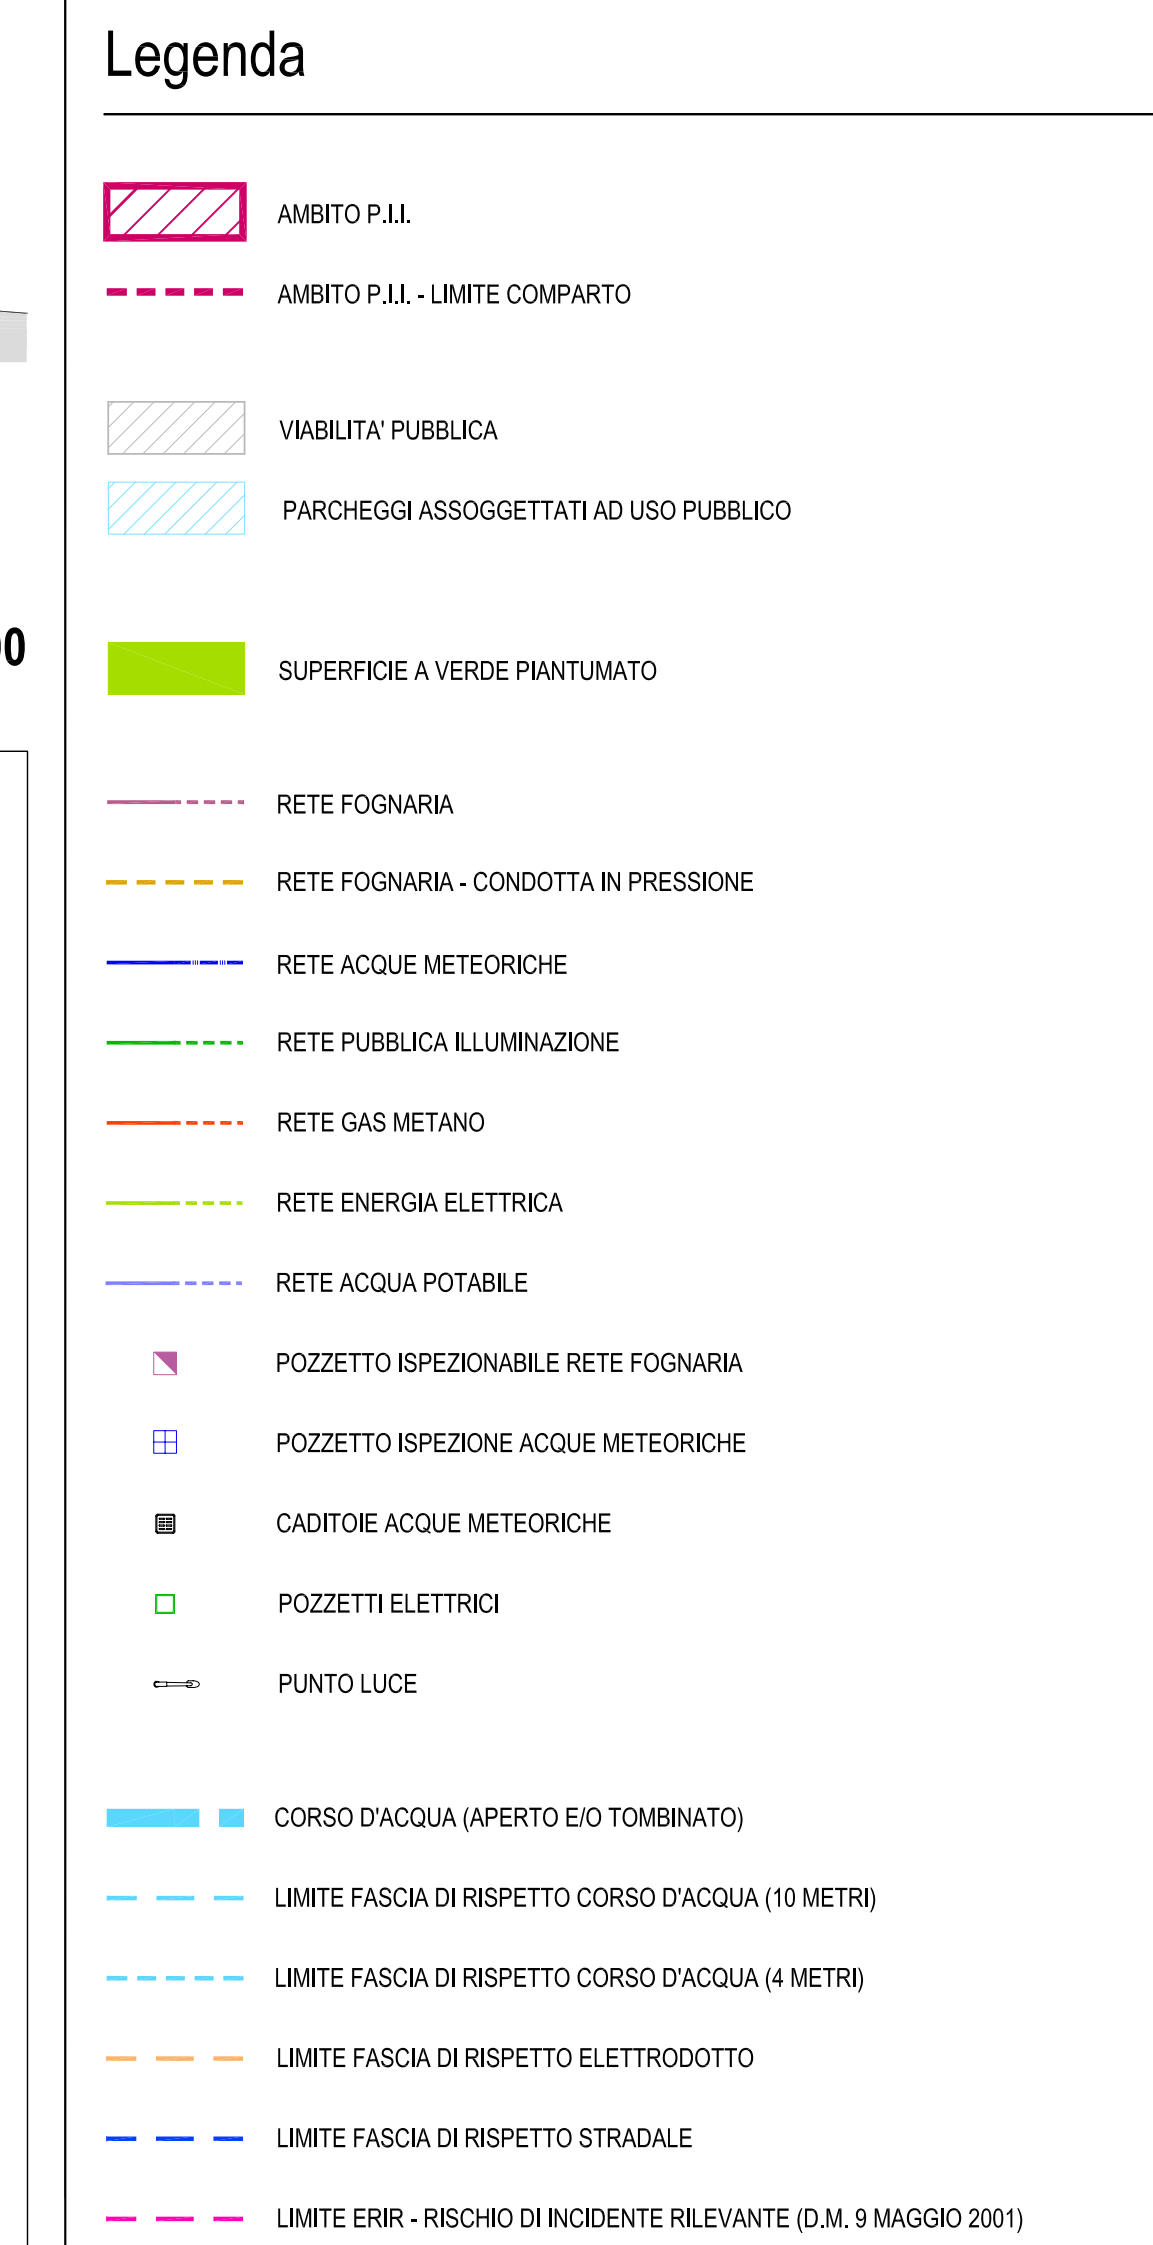 Legenda
AMBITO P.I.I.
AMBITO P.I.I. - LIMITE COMPARTO
VIABILITA' PUBBLICA
PARCHEGGI ASSOGGETTATI AD USO PUBBLICO
SUPERFICIE A VERDE PIANTUMATO
RETE FOGNARIA
RETE FOGNARIA - CONDOTTA IN PRESSIONE
RETE ACQUE METEORICHE
RETE PUBBLICA ILLUMINAZIONE
RETE GAS METANO
RETE ENERGIA ELETTRICA
RETE ACQUA POTABILE
POZZETTO ISPEZIONABILE RETE FOGNARIA
POZZETTO ISPEZIONE ACQUE METEORICHE
CADITOIE ACQUE METEORICHE
POZZETTI ELETTRICI
PUNTO LUCE
CORSO D'ACQUA (APERTO E/O TOMBINATO)
LIMITE FASCIA DI RISPETTO CORSO D'ACQUA (10 METRI)
LIMITE FASCIA DI RISPETTO CORSO D'ACQUA (4 METRI)
LIMITE FASCIA DI RISPETTO ELETTRODOTTO
LIMITE FASCIA DI RISPETTO STRADALE
LIMITE ERIR - RISCHIO DI INCIDENTE RILEVANTE (D.M. 9 MAGGIO 2001)